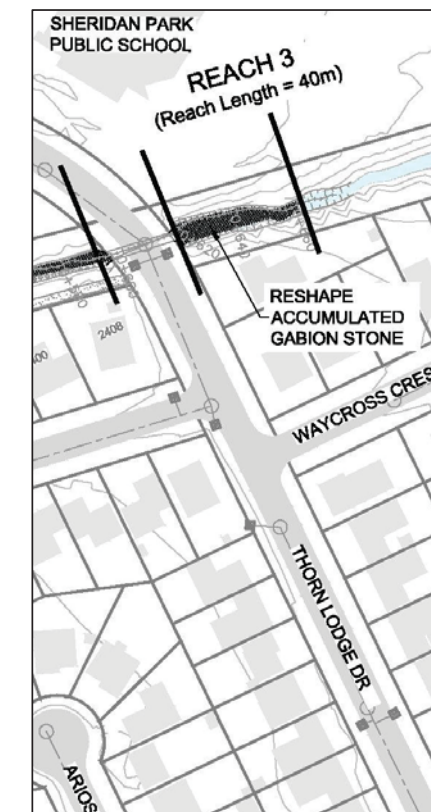 SHERIDAN PARK
PUBLIC SCHOOL
REACH 3
(Reach Length = 40m)
RESHAPE
ACCUMULATED
GABION STONE
2408
WAYCROSS CRES
THORN LODGE DR
ARIOS